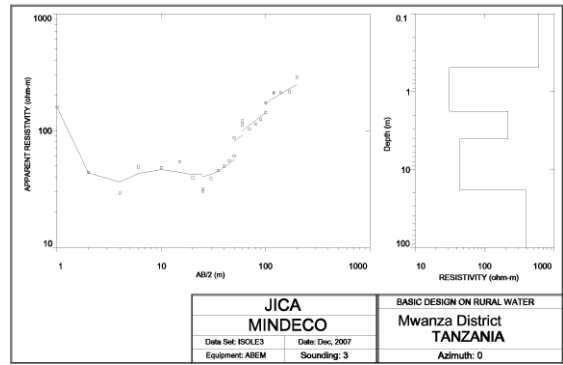 1000
100
10
APPARENT RESISTIVITY (ohm-m)
1 10 100 1000
AB/2 (m)
0.1
1
10
100
Depth (m)
10 100 1000
RESISTIVITY (ohm-m)
JICA
MINDECO
Data Set: ISOLE3
Date: Dec, 2007
Equipment: ABEM
Sounding: 3
BASIC DESIGN ON RURAL WATER
Mwanza District
TANZANIA
Azimuth: 0